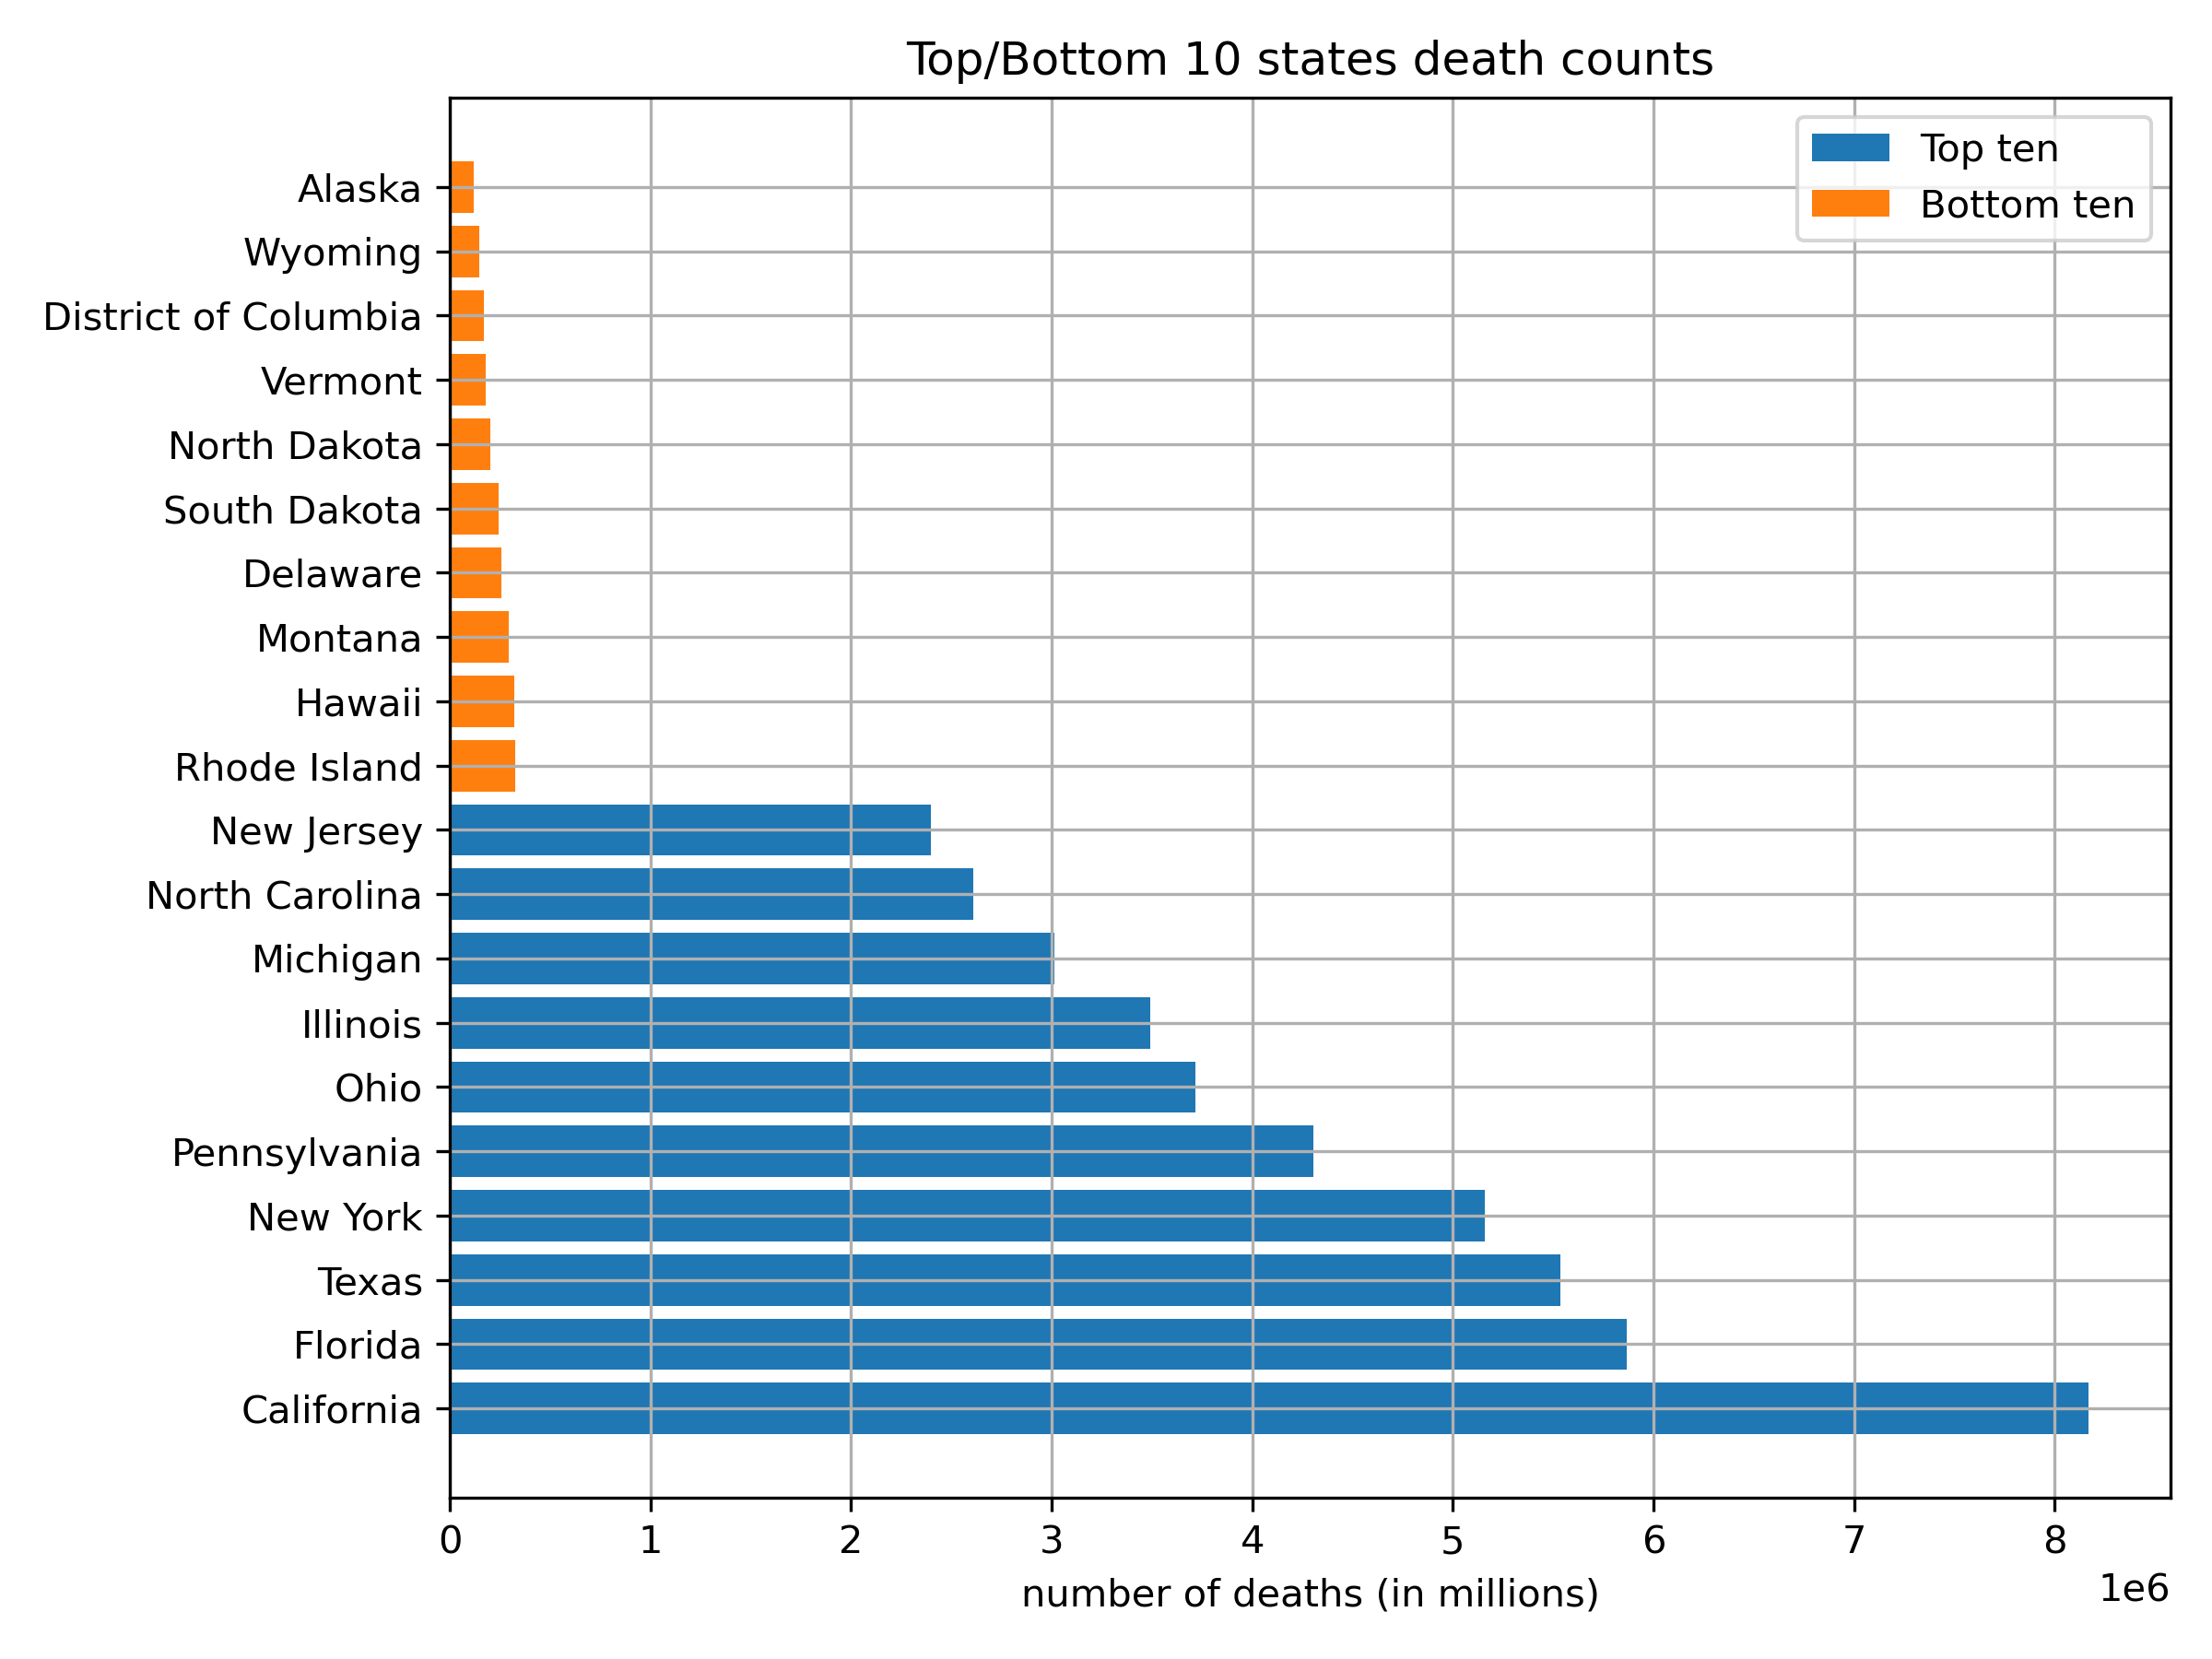 Top/Bottom 10 states death counts
Top ten
Bottom ten
Alaska
Wyoming
District of Columbia
Vermont
North Dakota
South Dakota
Delaware
Montana
Hawaii
Rhode Island
New Jersey
North Carolina
Michigan
Illinois
Ohio
Pennsylvania
New York
Texas
Florida
California
0 1 2 3 4 5 6 7 8
1e6
number of deaths (in millions)